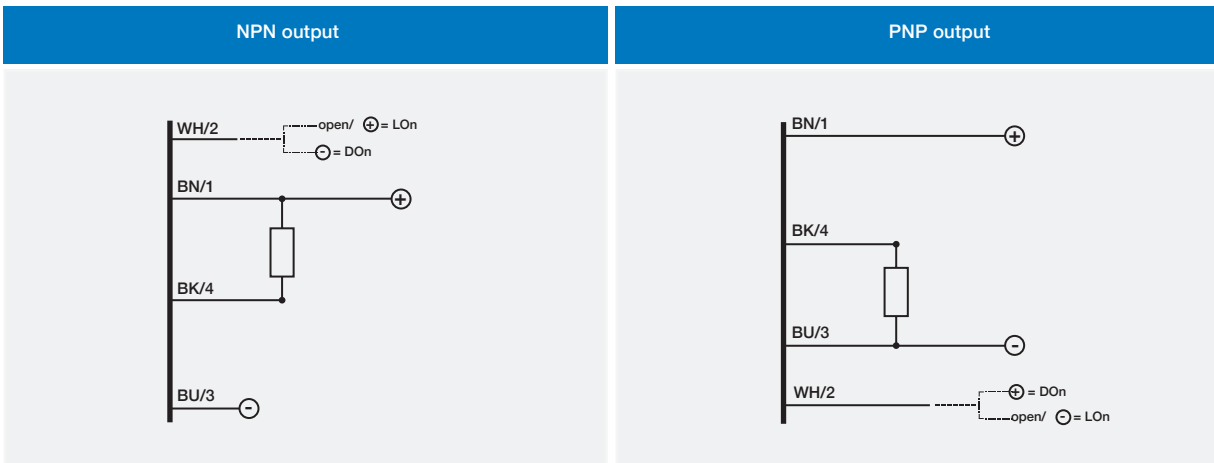 NPN output
WH/2
open/ ⊕ = LOn
⊖ = DOn
BN/1
⊕
BK/4
BU/3
⊖
PNP output
BN/1
⊕
BK/4
BU/3
⊖
WH/2
⊕ = DOn
open/ ⊖ = LOn